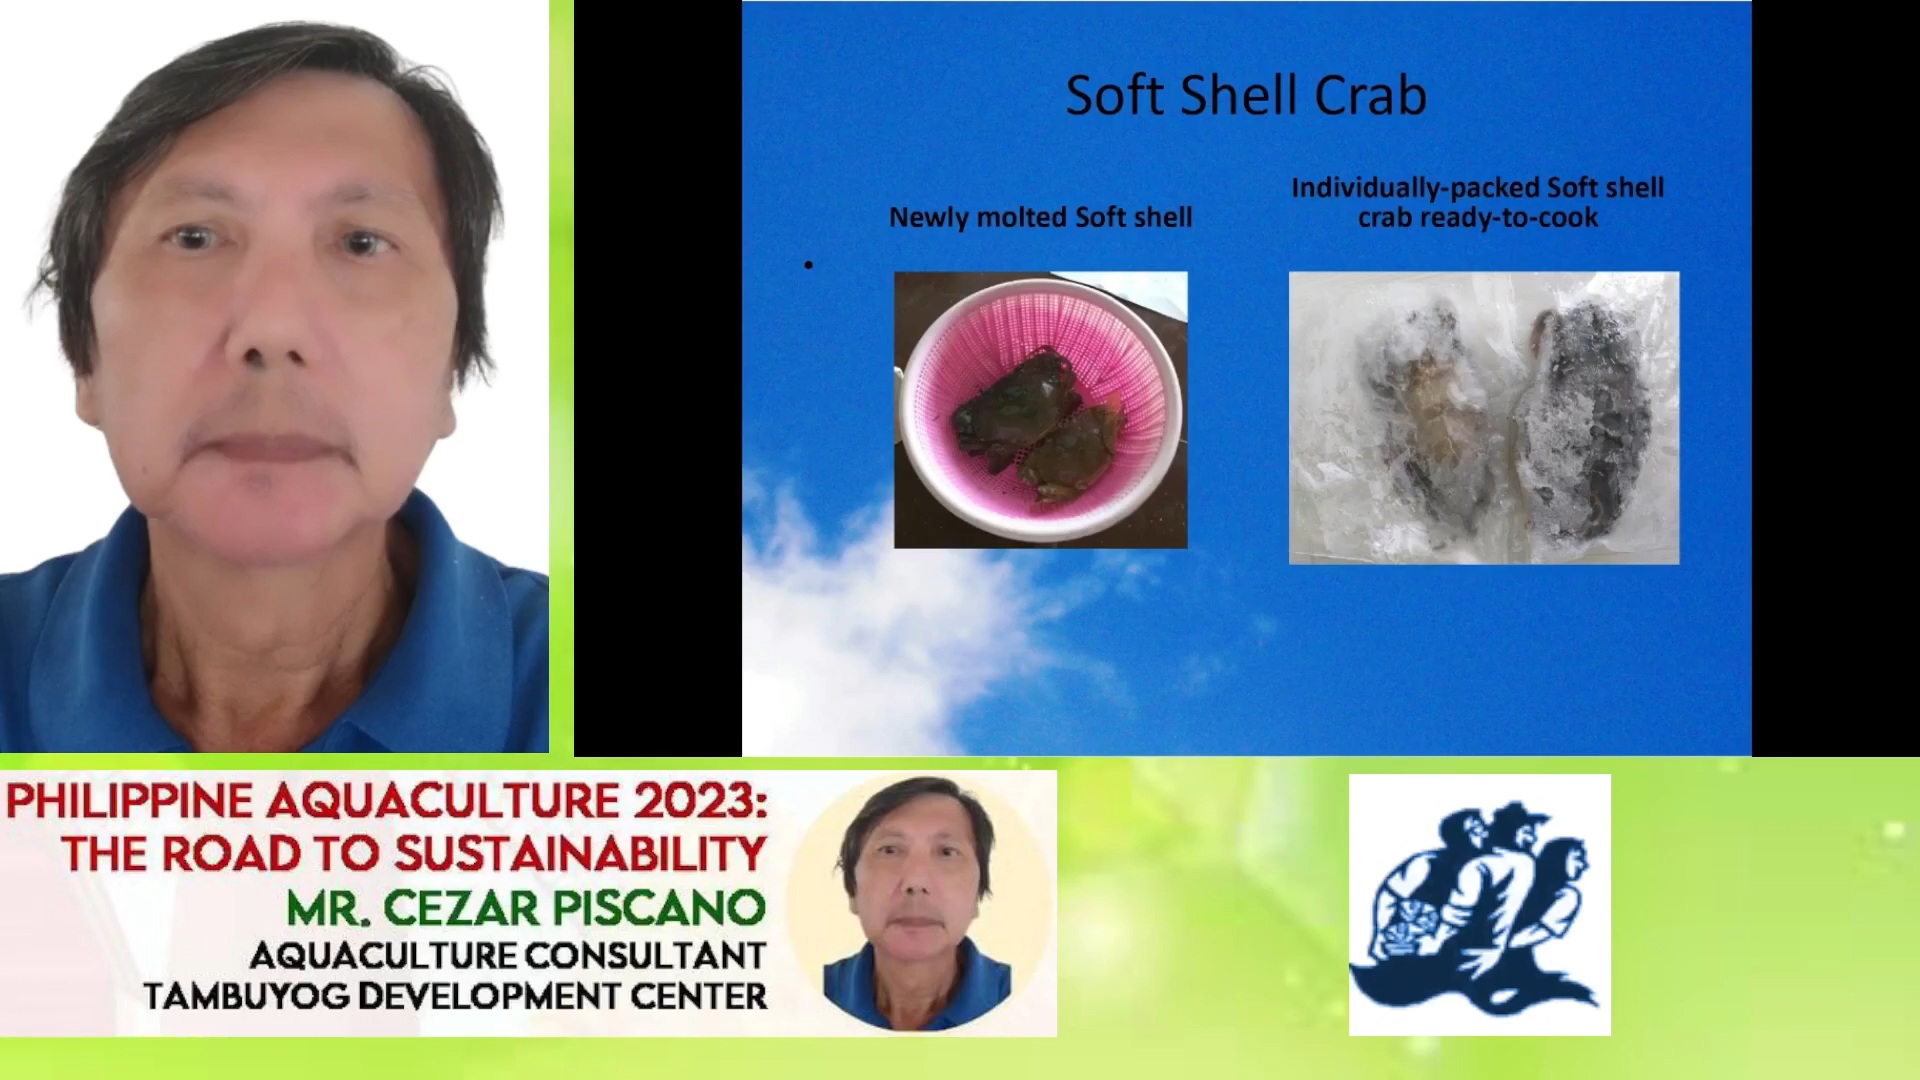 Soft Shell Crab
Newly molted Soft shell
Individually-packed Soft shell
crab ready-to-cook
•
PHILIPPINE AQUACULTURE 2023:
THE ROAD TO SUSTAINABILITY
MR. CEZAR PISCANO
AQUACULTURE CONSULTANT
TAMBUYOG DEVELOPMENT CENTER